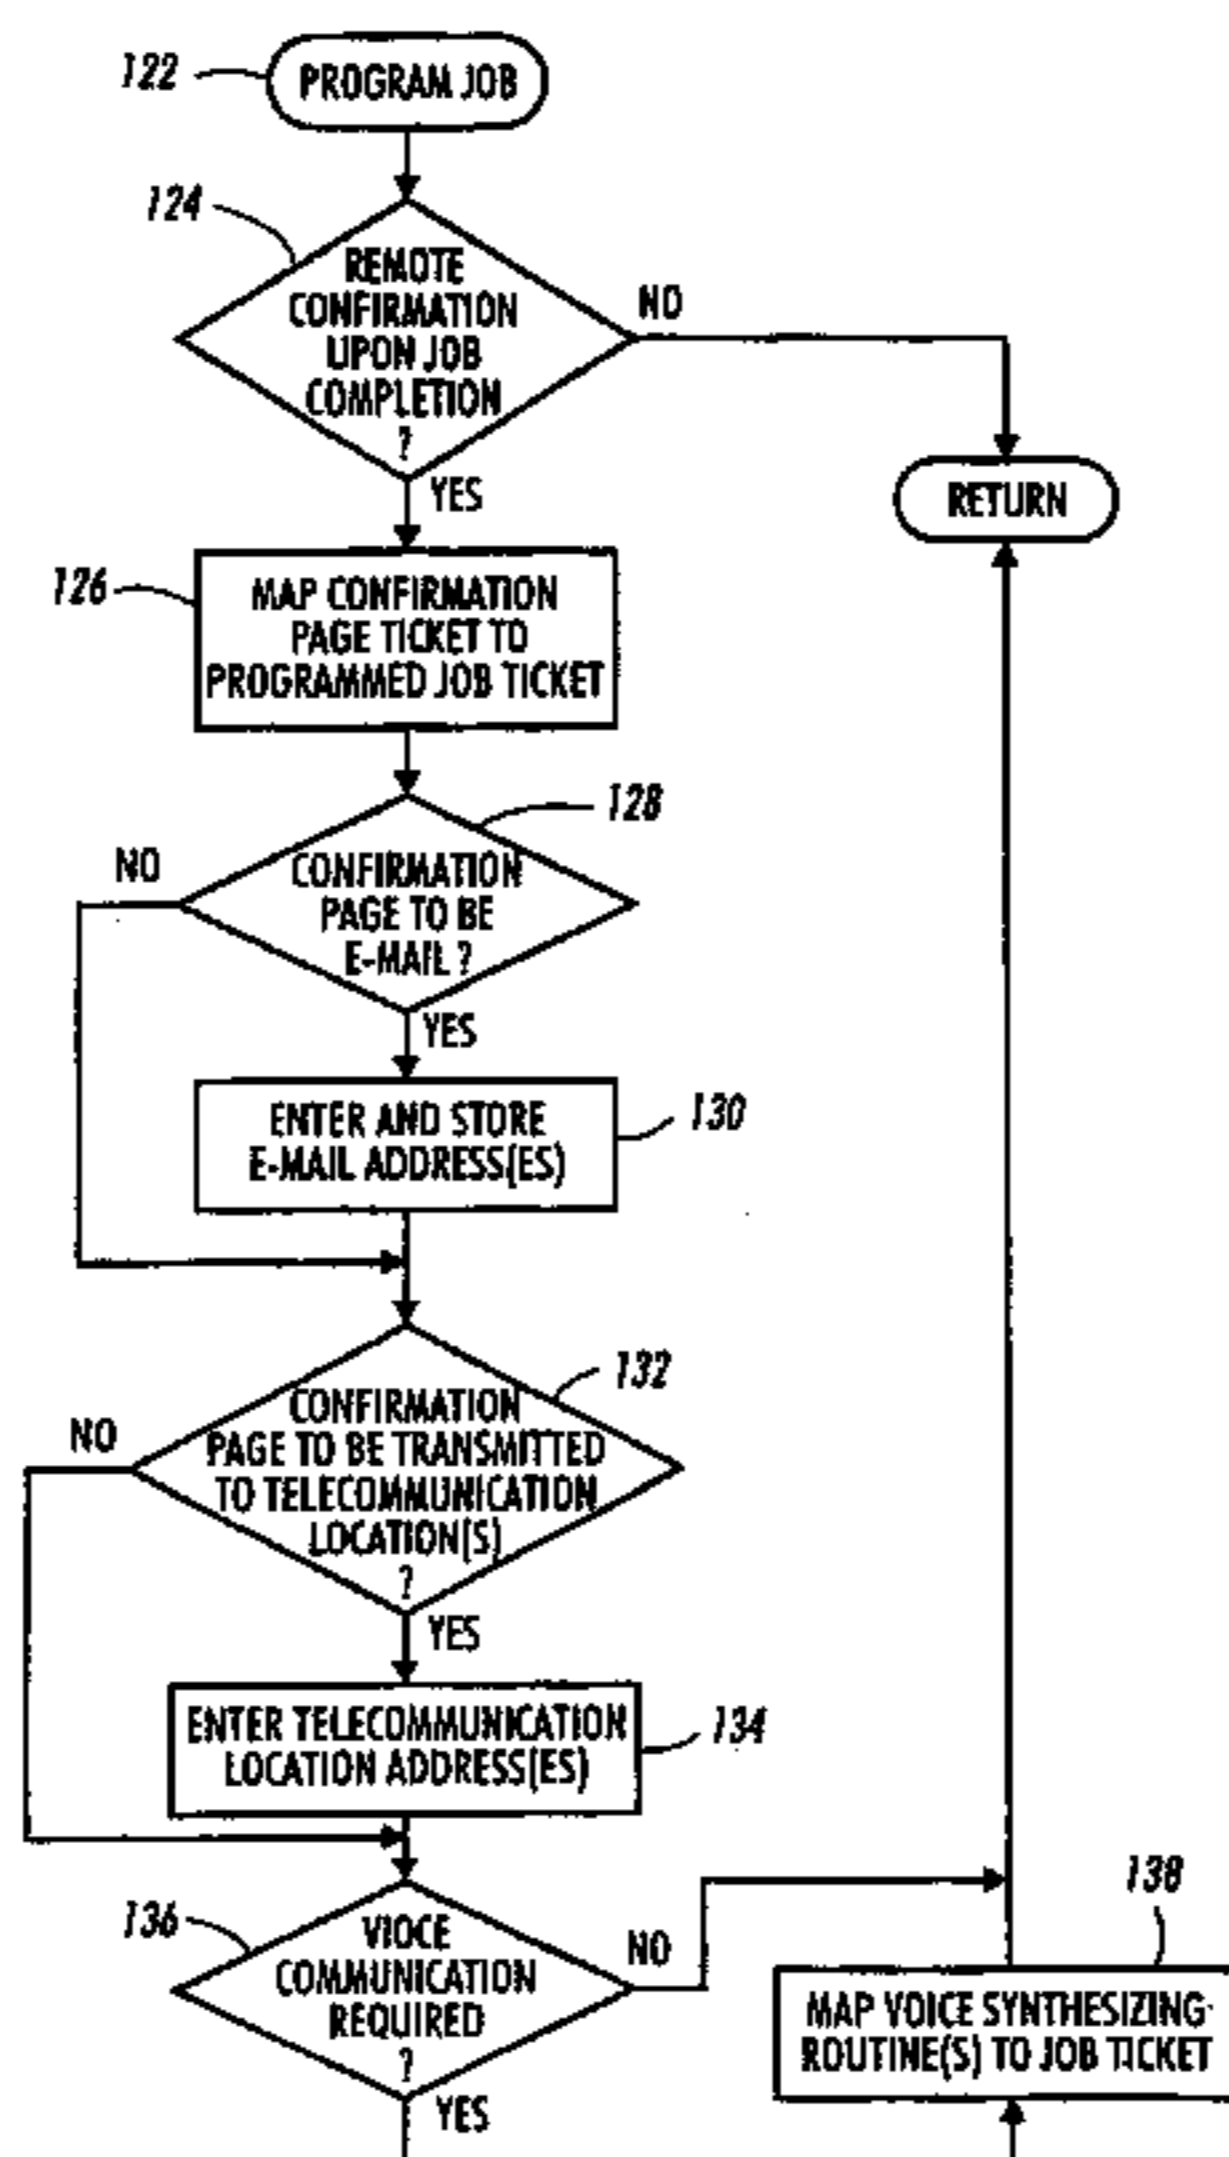 122
PROGRAM JOB
124
REMOTE
CONFIRMATION
UPON JOB
COMPLETION
?
NO
YES
RETURN
126
MAP CONFIRMATION
PAGE TICKET TO
PROGRAMMED JOB TICKET
128
NO
CONFIRMATION
PAGE TO BE
E-MAIL ?
YES
130
ENTER AND STORE
E-MAIL ADDRESS(ES)
132
NO
CONFIRMATION
PAGE TO BE TRANSMITTED
TO TELECOMMUNICATION
LOCATION(S)
?
YES
134
ENTER TELECOMMUNICATION
LOCATION ADDRESS(ES)
136
VIOCE
COMMUNICATION
REQUIRED
?
NO
YES
138
MAP VOICE SYNTHESIZING
ROUTINE(S) TO JOB TICKET